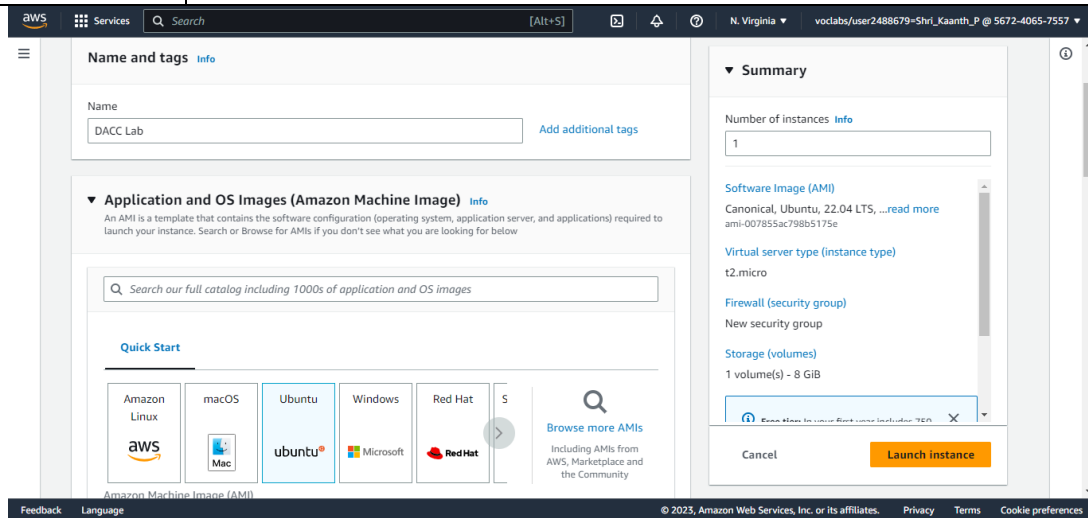 aws
Services
Search
[Alt+S]
N. Virginia
voclabs/user2488679=Shri_Kaanth_P @ 5672-4065-7557
Name and tags Info
Name
DACC Lab
Add additional tags
Application and OS Images (Amazon Machine Image) Info
An AMI is a template that contains the software configuration (operating system, application server, and applications) required to
launch your instance. Search or Browse for AMIs if you don't see what you are looking for below
Search our full catalog including 1000s of application and OS images
Quick Start
Amazon
Linux
aws
macOS
Mac
Ubuntu
ubuntu
Windows
Microsoft
Red Hat
Red Hat
S
Browse more AMIs
Including AMIs from
AWS, Marketplace and
the Community
Amazon Machine Image (AMI)
Summary
Number of instances Info
1
Software Image (AMI)
Canonical, Ubuntu, 22.04 LTS, ...read more
ami-007855ac798b5175e
Virtual server type (instance type)
t2.micro
Firewall (security group)
New security group
Storage (volumes)
1 volume(s) - 8 GiB
Free tier: In your first year includes 750
Cancel
Launch instance
Feedback
Language
© 2023, Amazon Web Services, Inc. or its affiliates.
Privacy
Terms
Cookie preferences